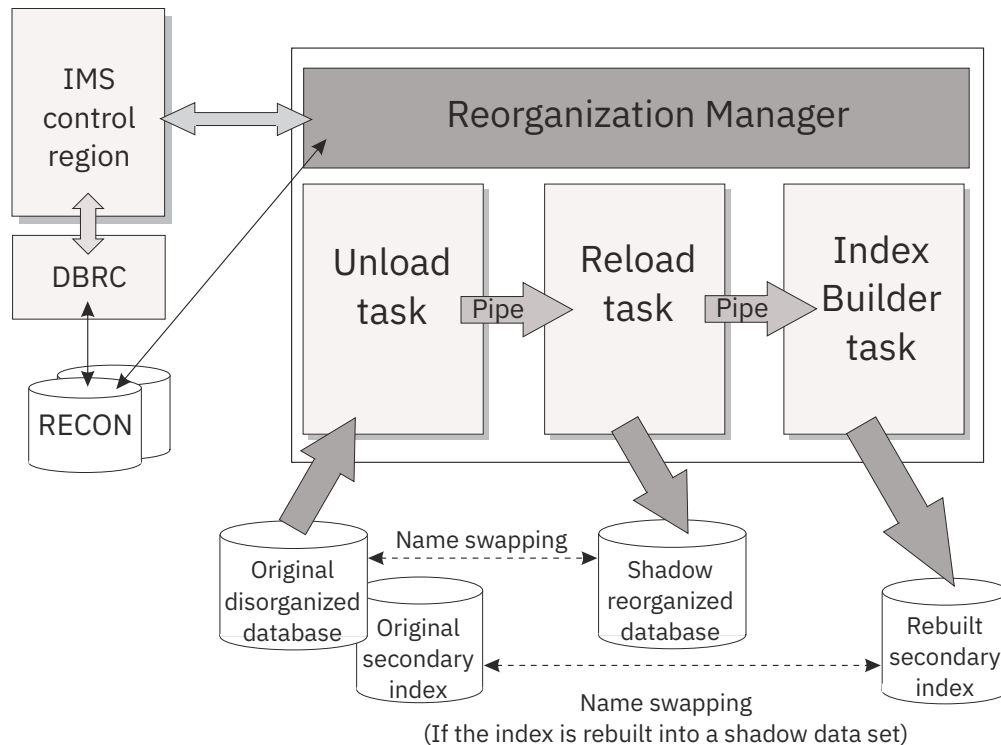 IMS
control
region
Reorganization Manager
DBRC
RECON
Unload
task
Pipe
Reload
task
Pipe
Index
Builder
task
Original
disorganized
database
Name swapping
Shadow
reorganized
database
Original
secondary
index
Rebuilt
secondary
index
Name swapping
(If the index is rebuilt into a shadow data set)